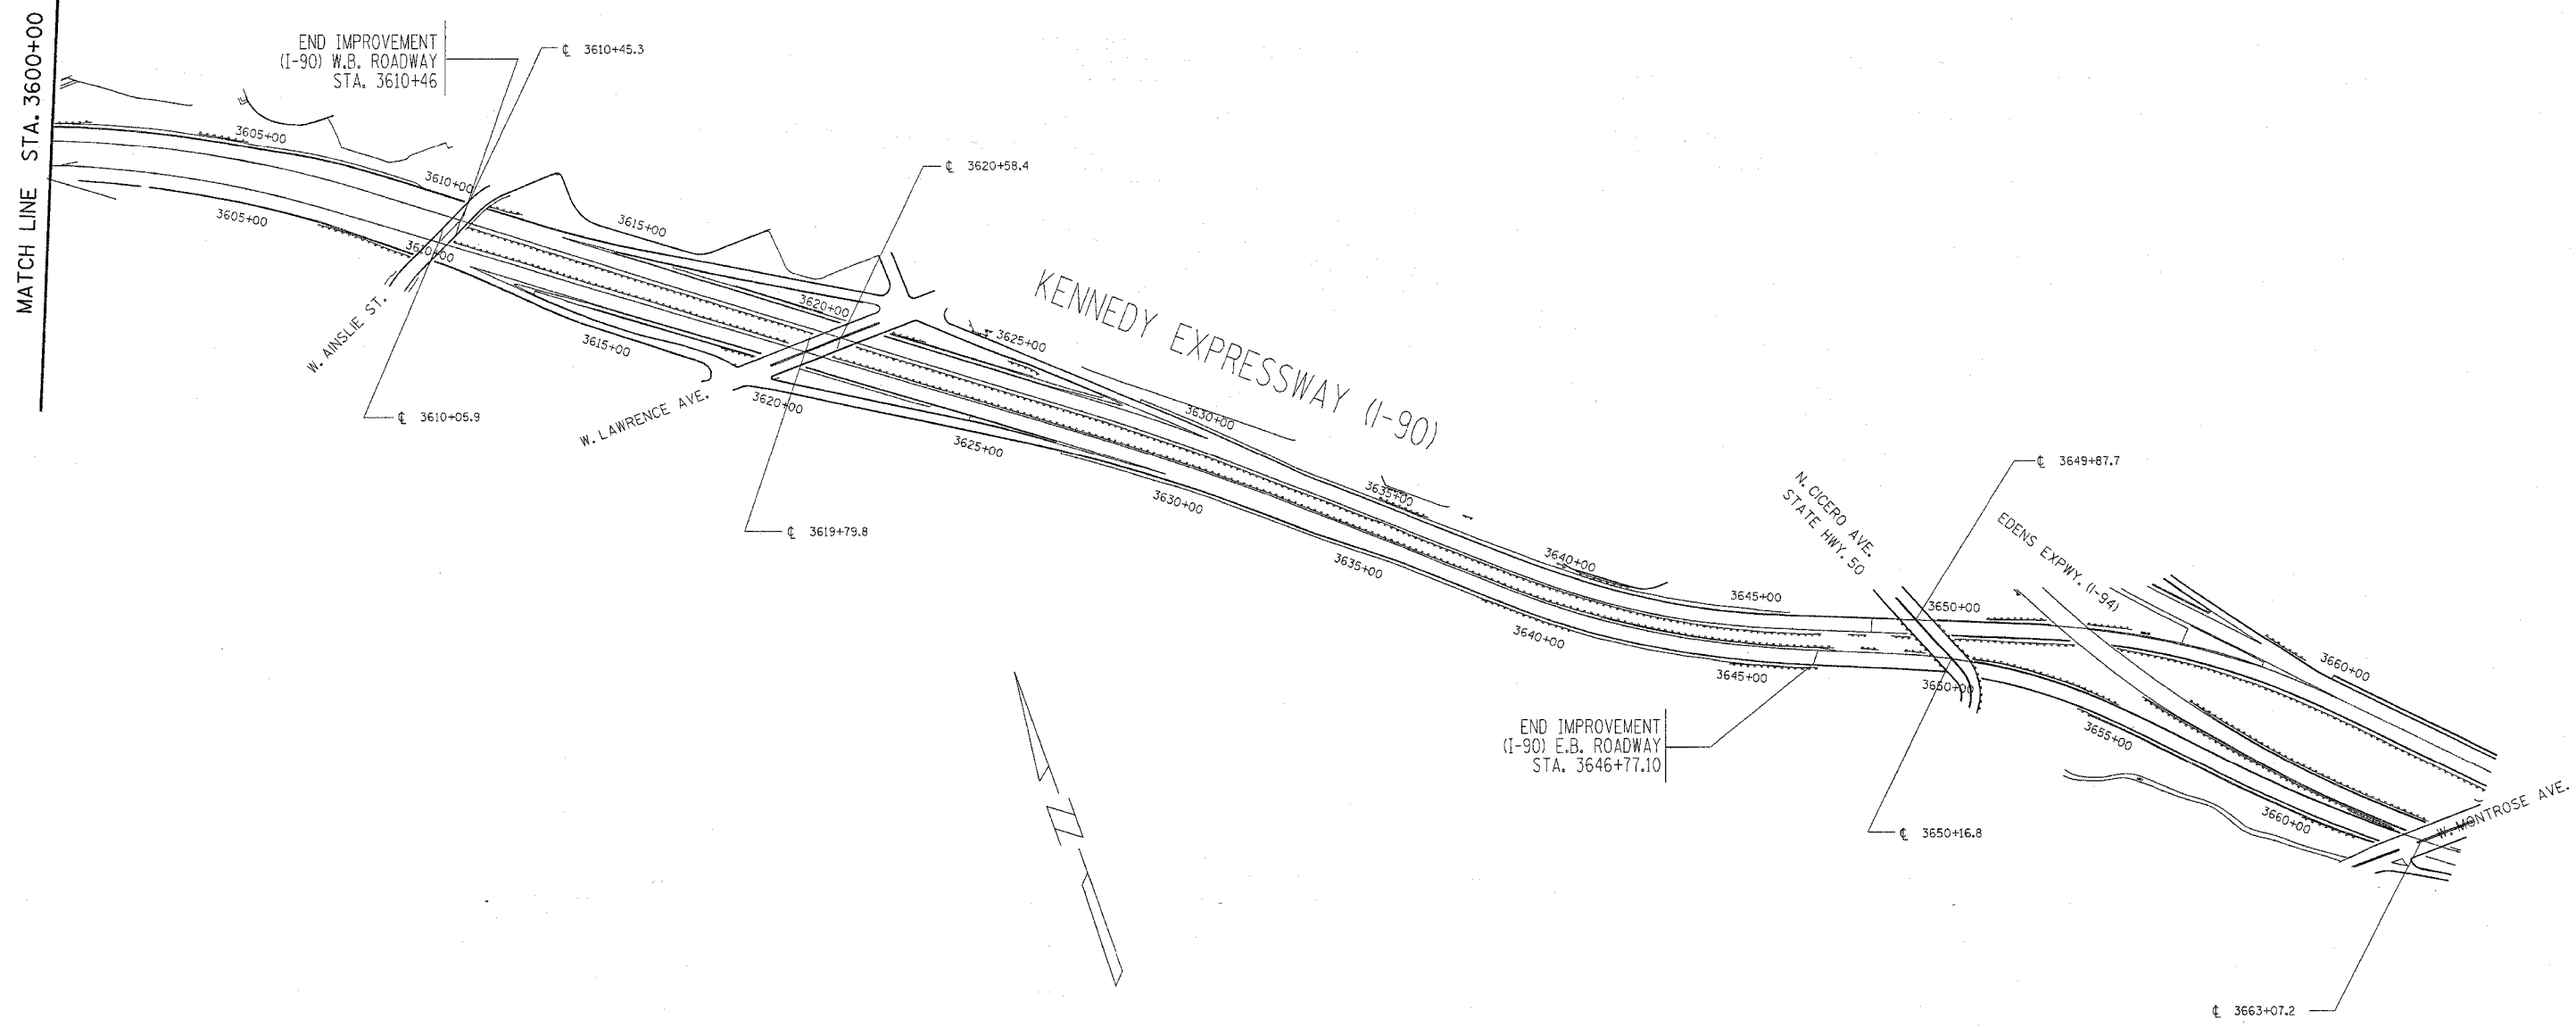 MATCH LINE STA. 3600+00
END IMPROVEMENT
(I-90) W.B. ROADWAY
STA. 3610+46
℄ 3610+45.3
3605+00
3610+00
3605+00
3610+00
W. AINSLIE ST.
℄ 3610+05.9
℄ 3620+58.4
3615+00
3620+00
3615+00
W. LAWRENCE AVE.
3620+00
℄ 3619+79.8
KENNEDY EXPRESSWAY (I-90)
3625+00
3630+00
3625+00
3630+00
3635+00
3635+00
3640+00
3640+00
3645+00
3645+00
N. CICERO AVE.
STATE HWY. 50
℄ 3649+87.7
EDENS EXPWY. (I-94)
3650+00
3650+00
END IMPROVEMENT
(I-90) E.B. ROADWAY
STA. 3646+77.10
℄ 3650+16.8
3655+00
3660+00
3660+00
W. MONTROSE AVE.
℄ 3663+07.2
N